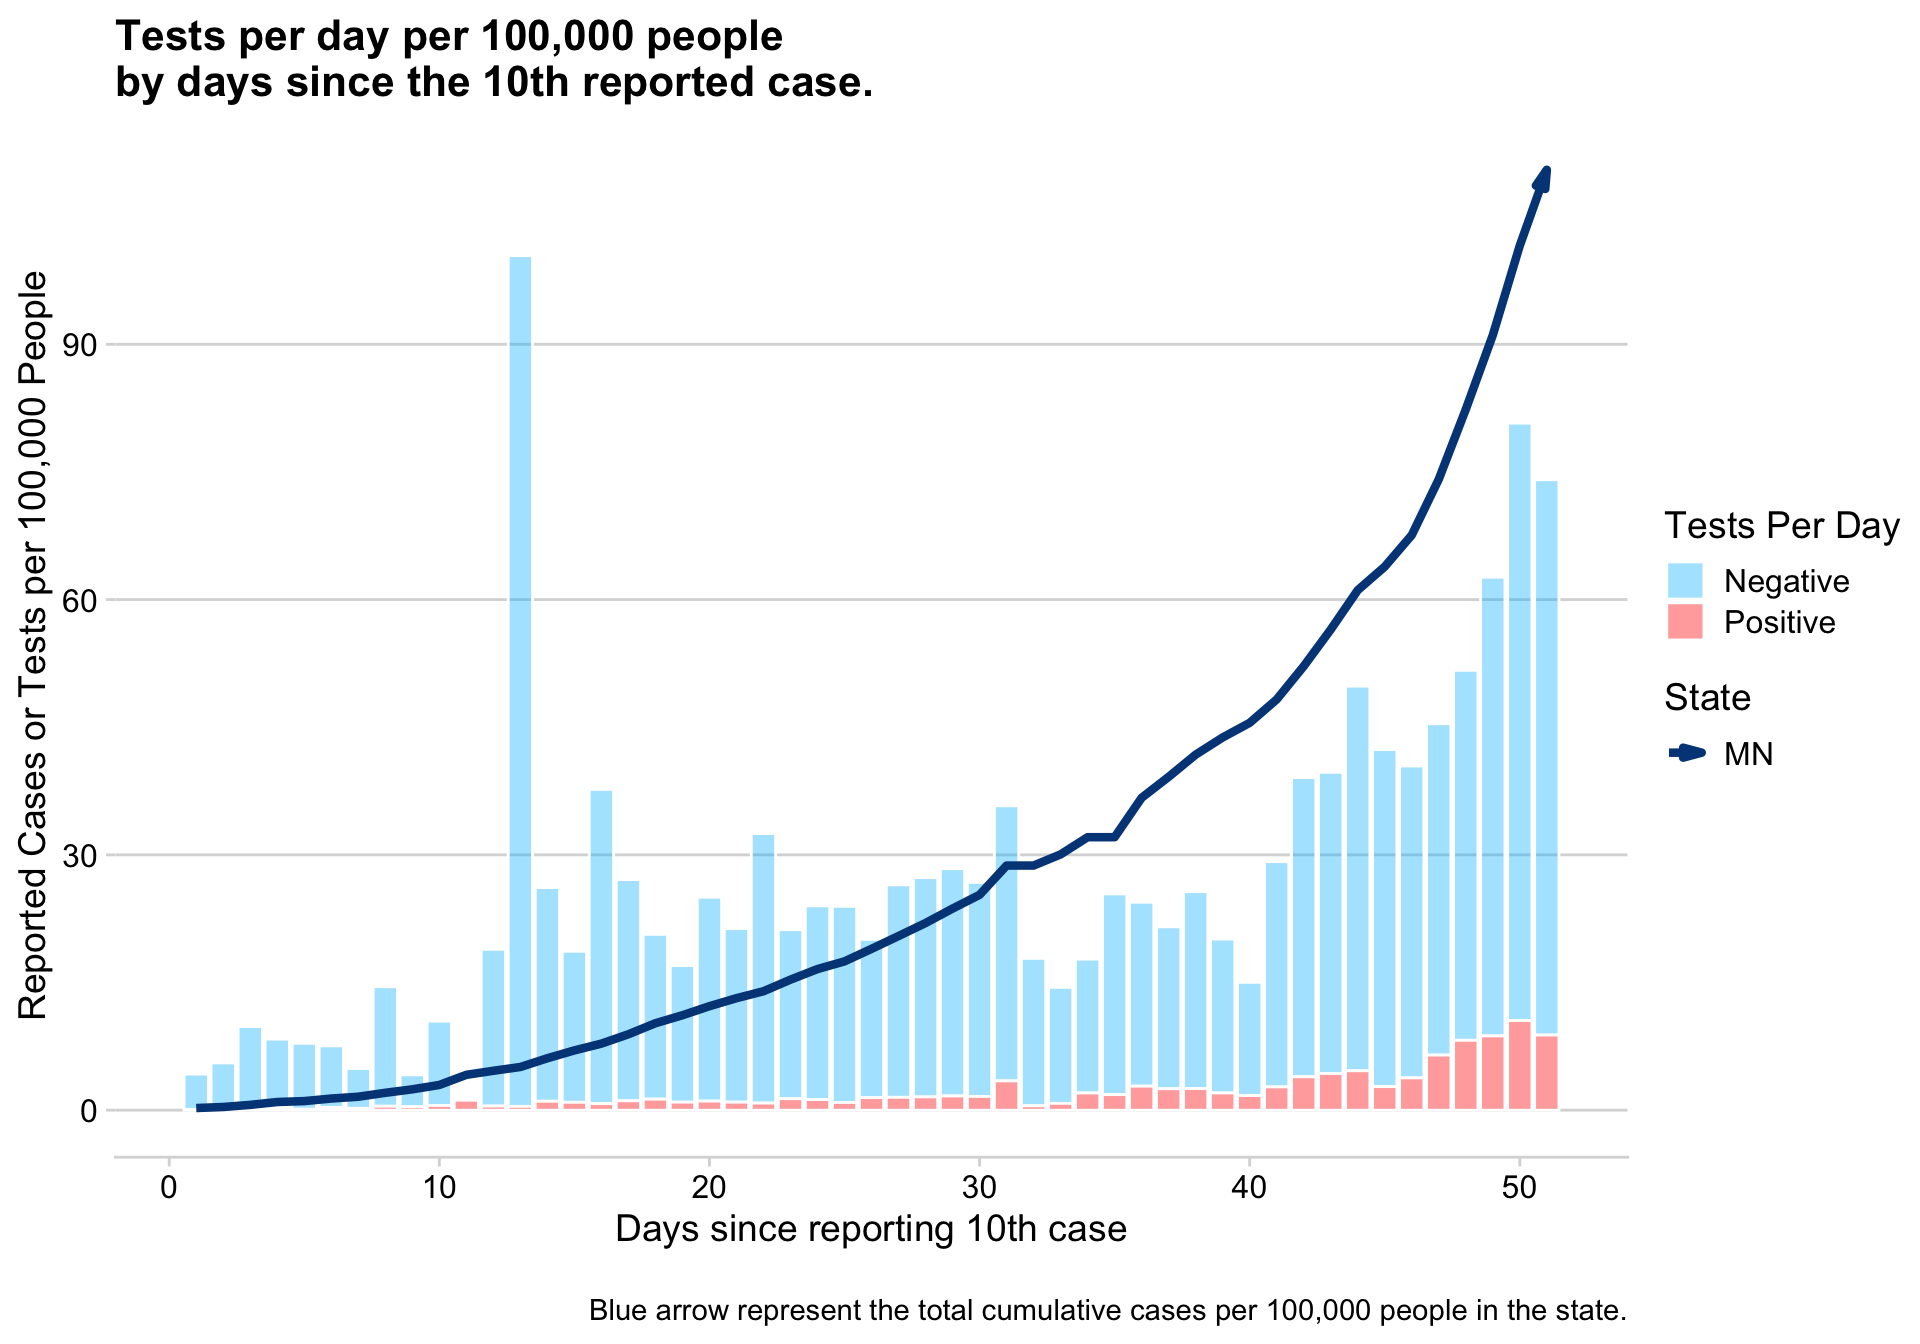 Tests per day per 100,000 people
by days since the 10th reported case.
Reported Cases or Tests per 100,000 People
90
60
30
0
0
10
20
30
40
50
Days since reporting 10th case
Tests Per Day
Negative
Positive
State
MN
Blue arrow represent the total cumulative cases per 100,000 people in the state.